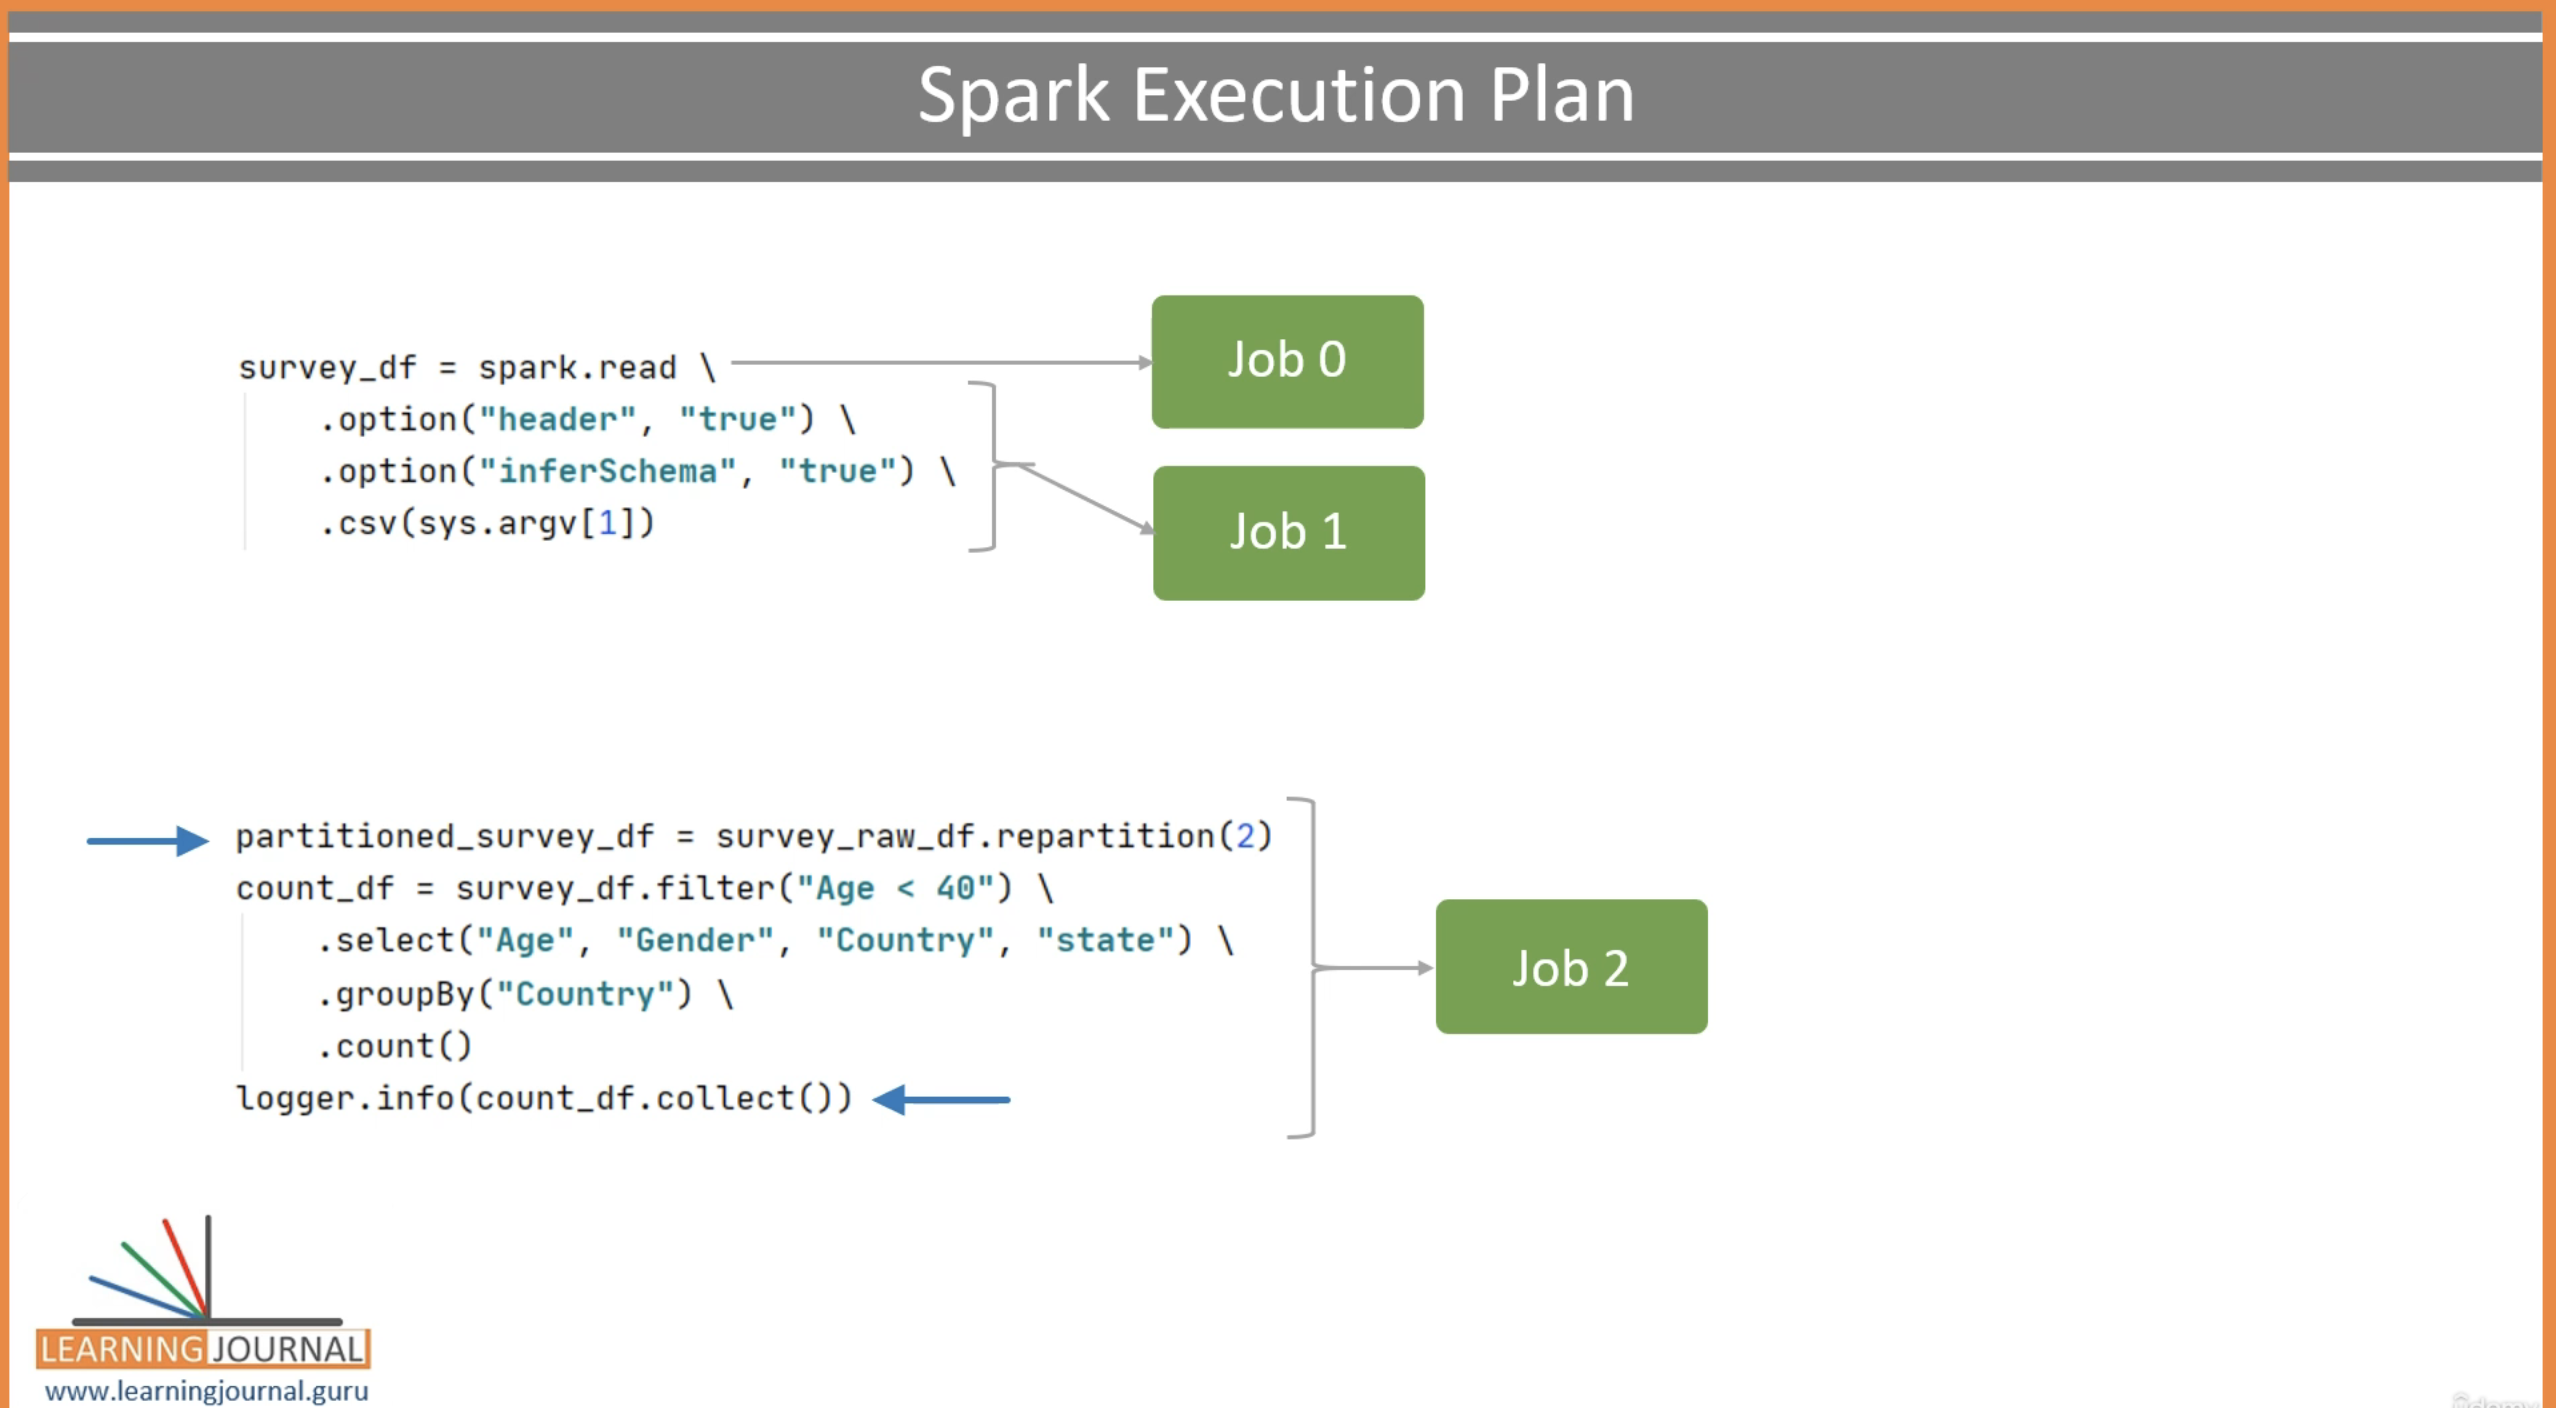 Spark Execution Plan
survey_df = spark.read \
.option("header", "true") \
.option("inferSchema", "true") \
.csv(sys.argv[1])
Job 0
Job 1
partitioned_survey_df = survey_raw_df.repartition(2)
count_df = survey_df.filter("Age < 40") \
.select("Age", "Gender", "Country", "state") \
.groupBy("Country") \
.count()
logger.info(count_df.collect())
Job 2
LEARNING JOURNAL
www.learningjournal.guru